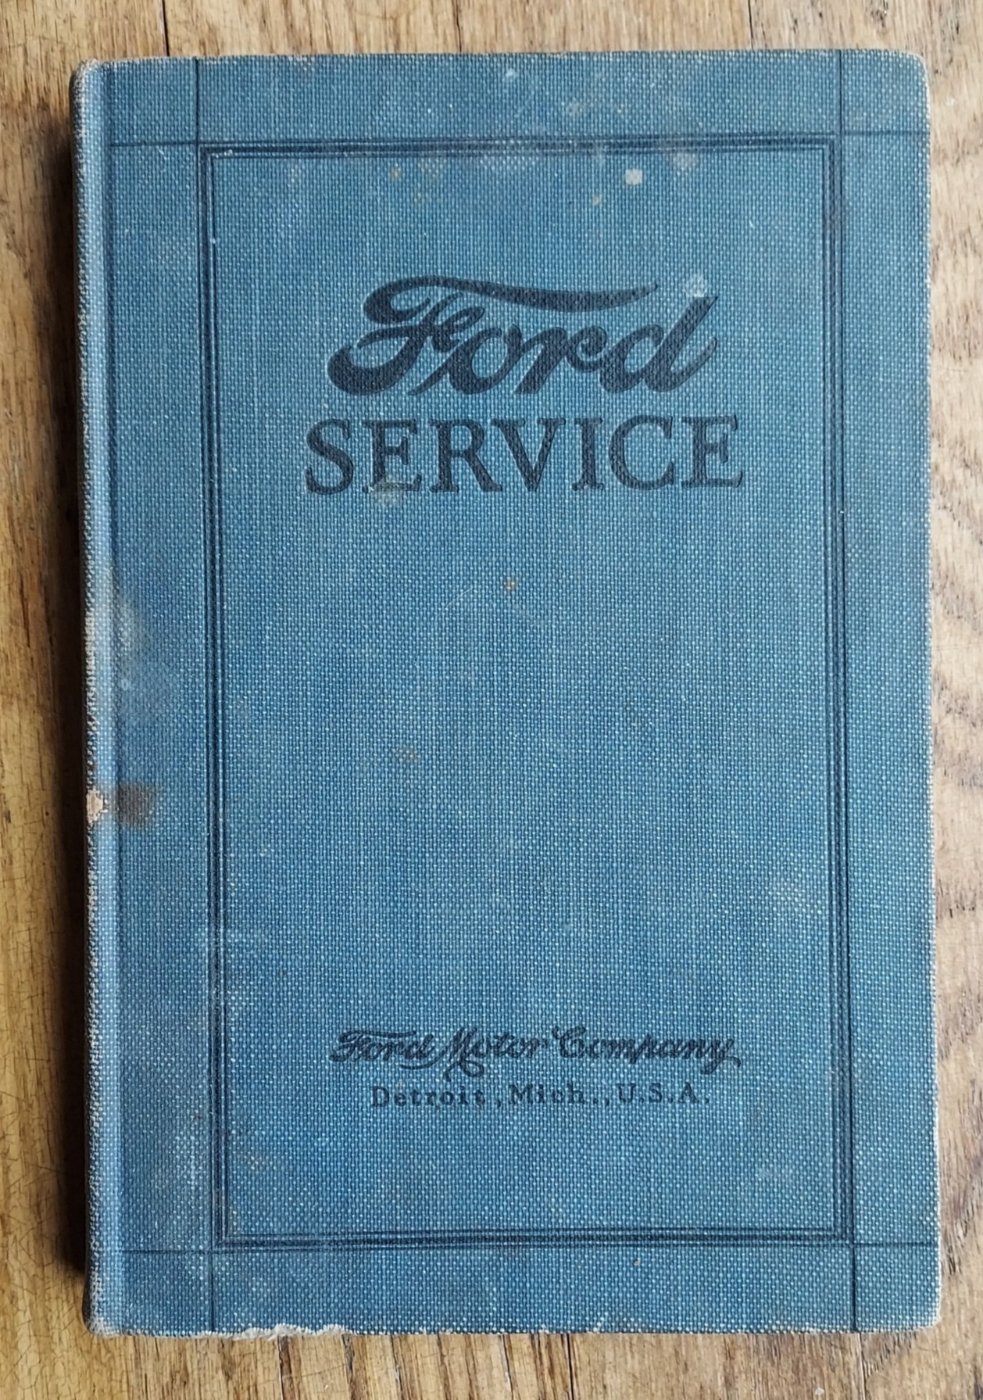 Ford
SERVICE
Ford Motor Company
Detroit, Mich., U.S.A.